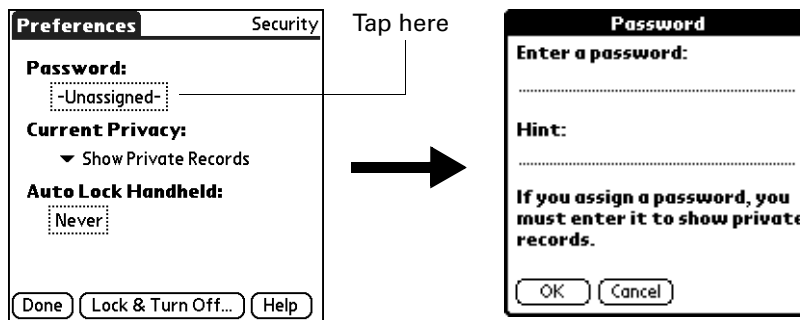 Preferences Security
Password:
-Unassigned-
Current Privacy:
Show Private Records
Auto Lock Handheld:
Never
Done Lock & Turn Off... Help
Tap here
Password
Enter a password:
Hint:
If you assign a password, you
must enter it to show private
records.
OK Cancel